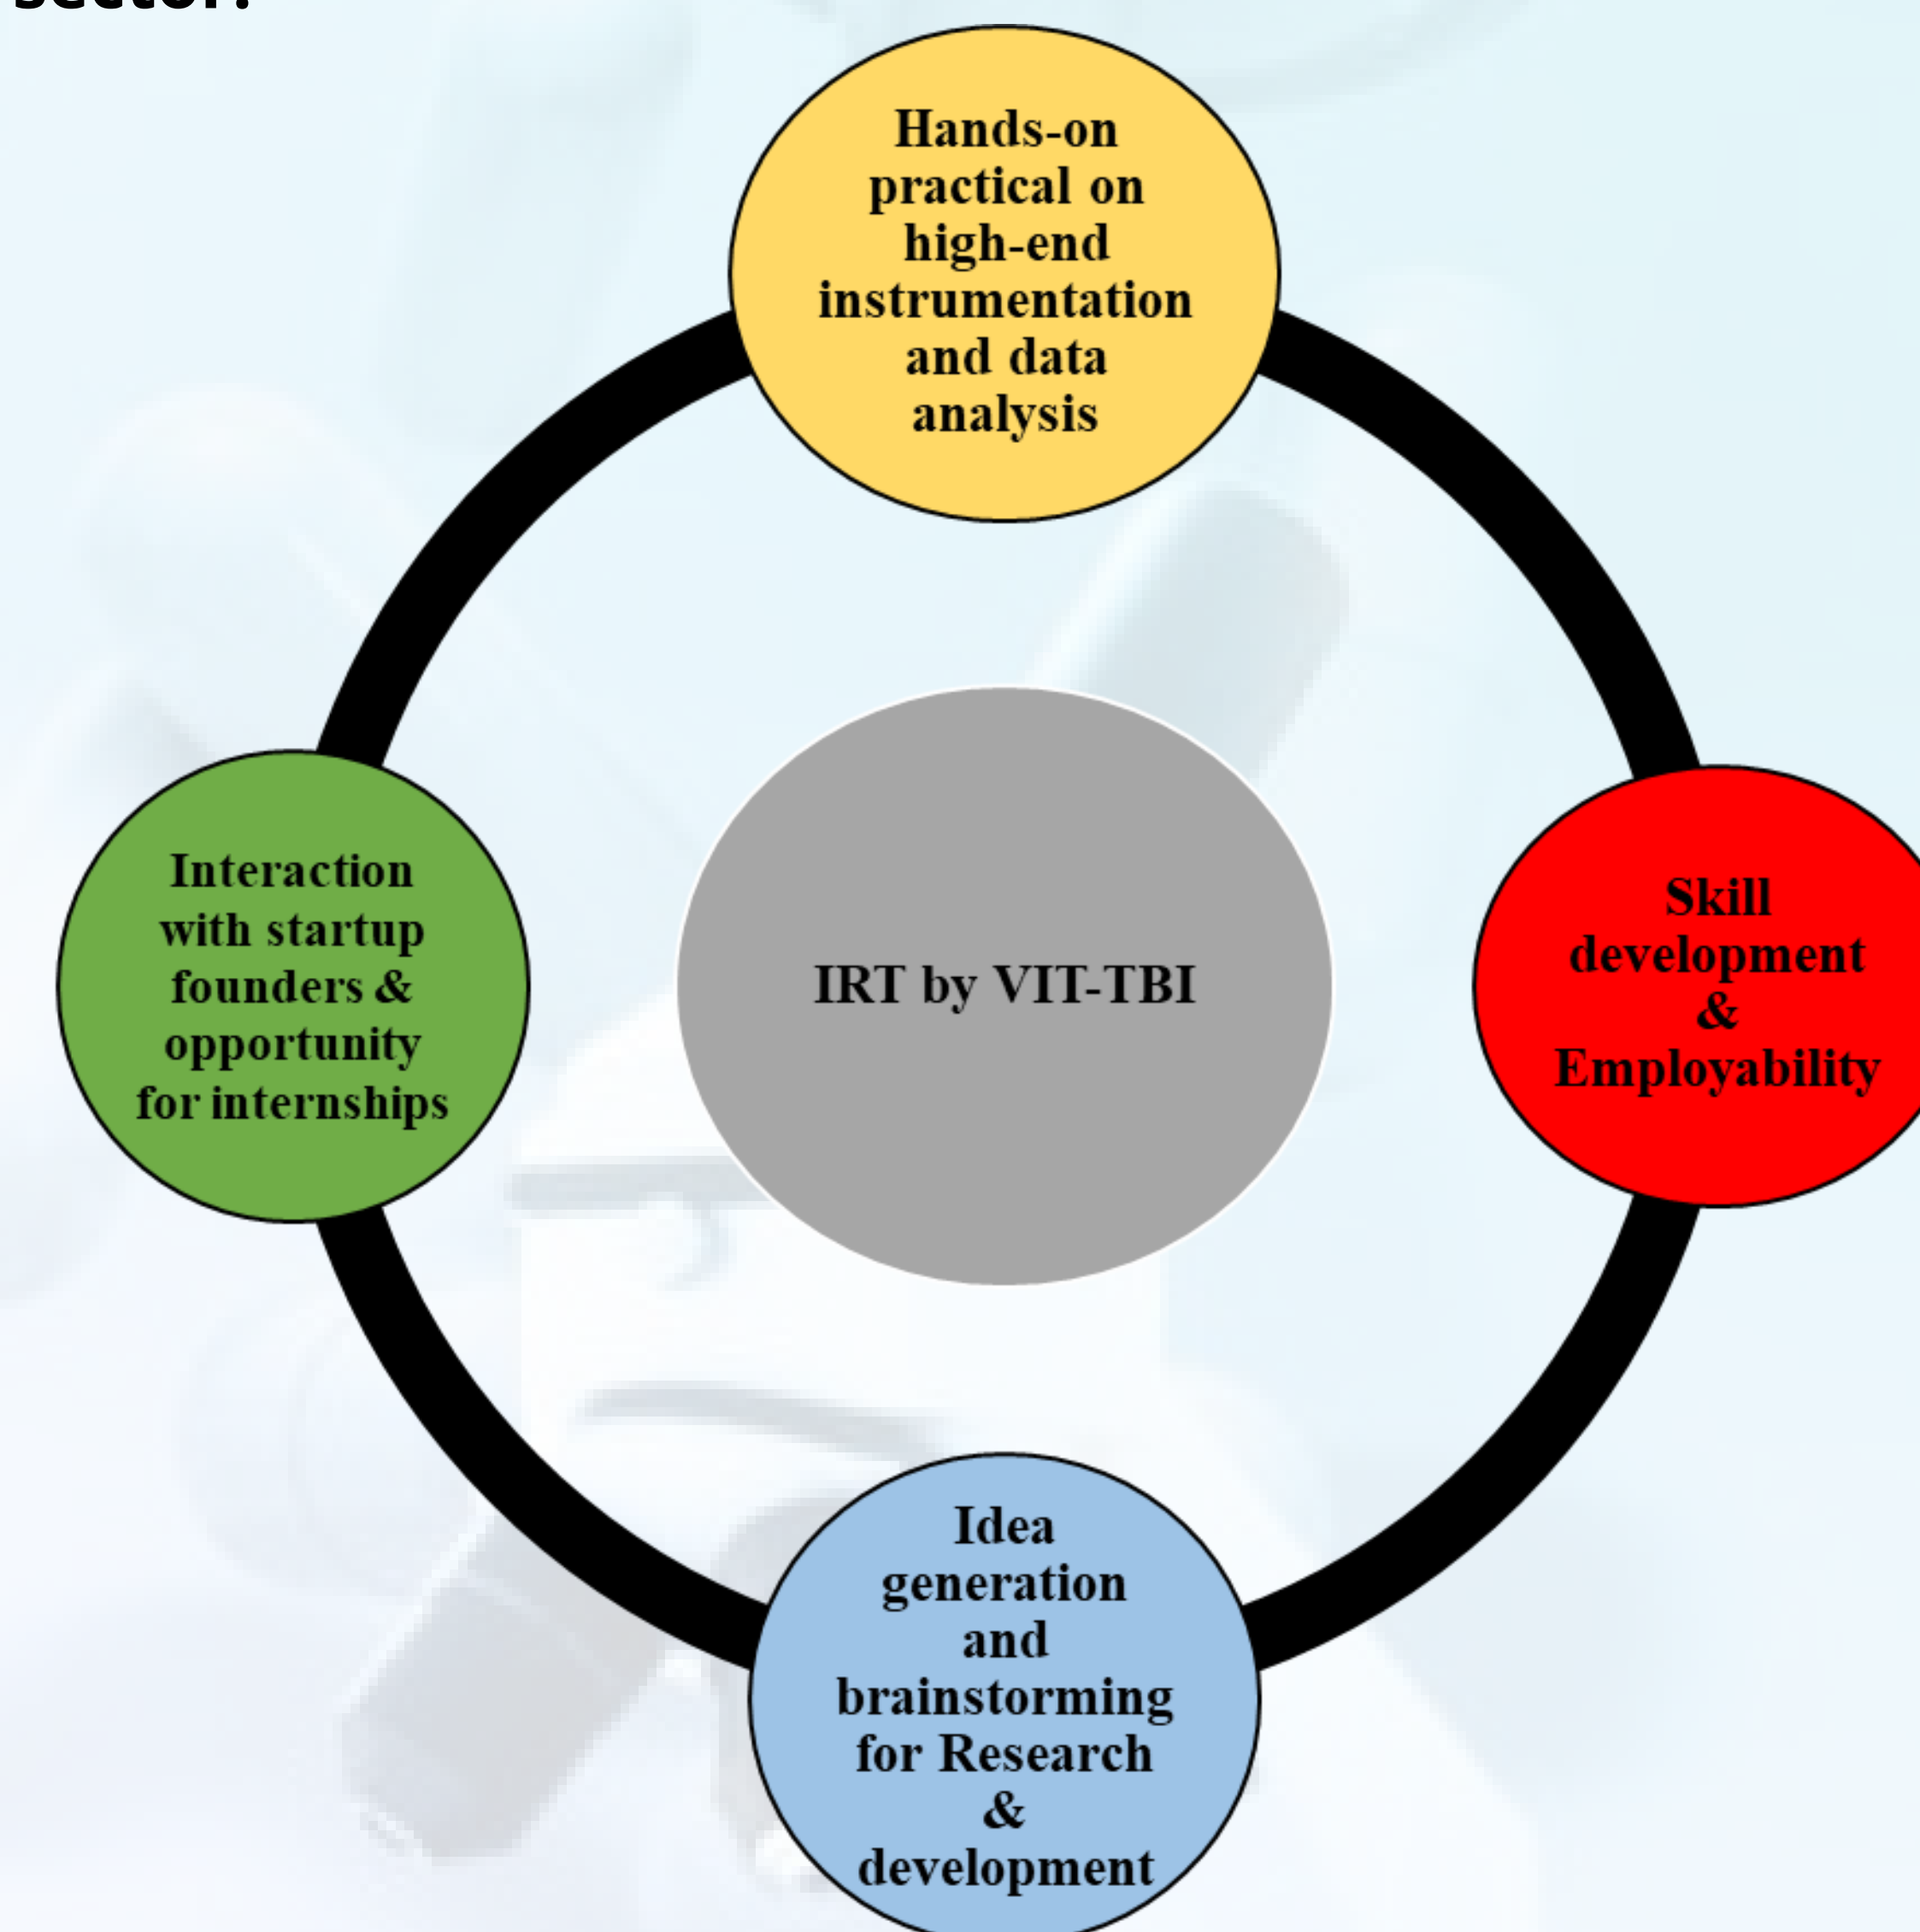 sector.
Hands-on
practical on
high-end
instrumentation
and data
analysis
Interaction
with startup
founders &
opportunity
for internships
IRT by VIT-TBI
Skill
development
&
Employability
Idea
generation
and
brainstorming
for Research
&
development